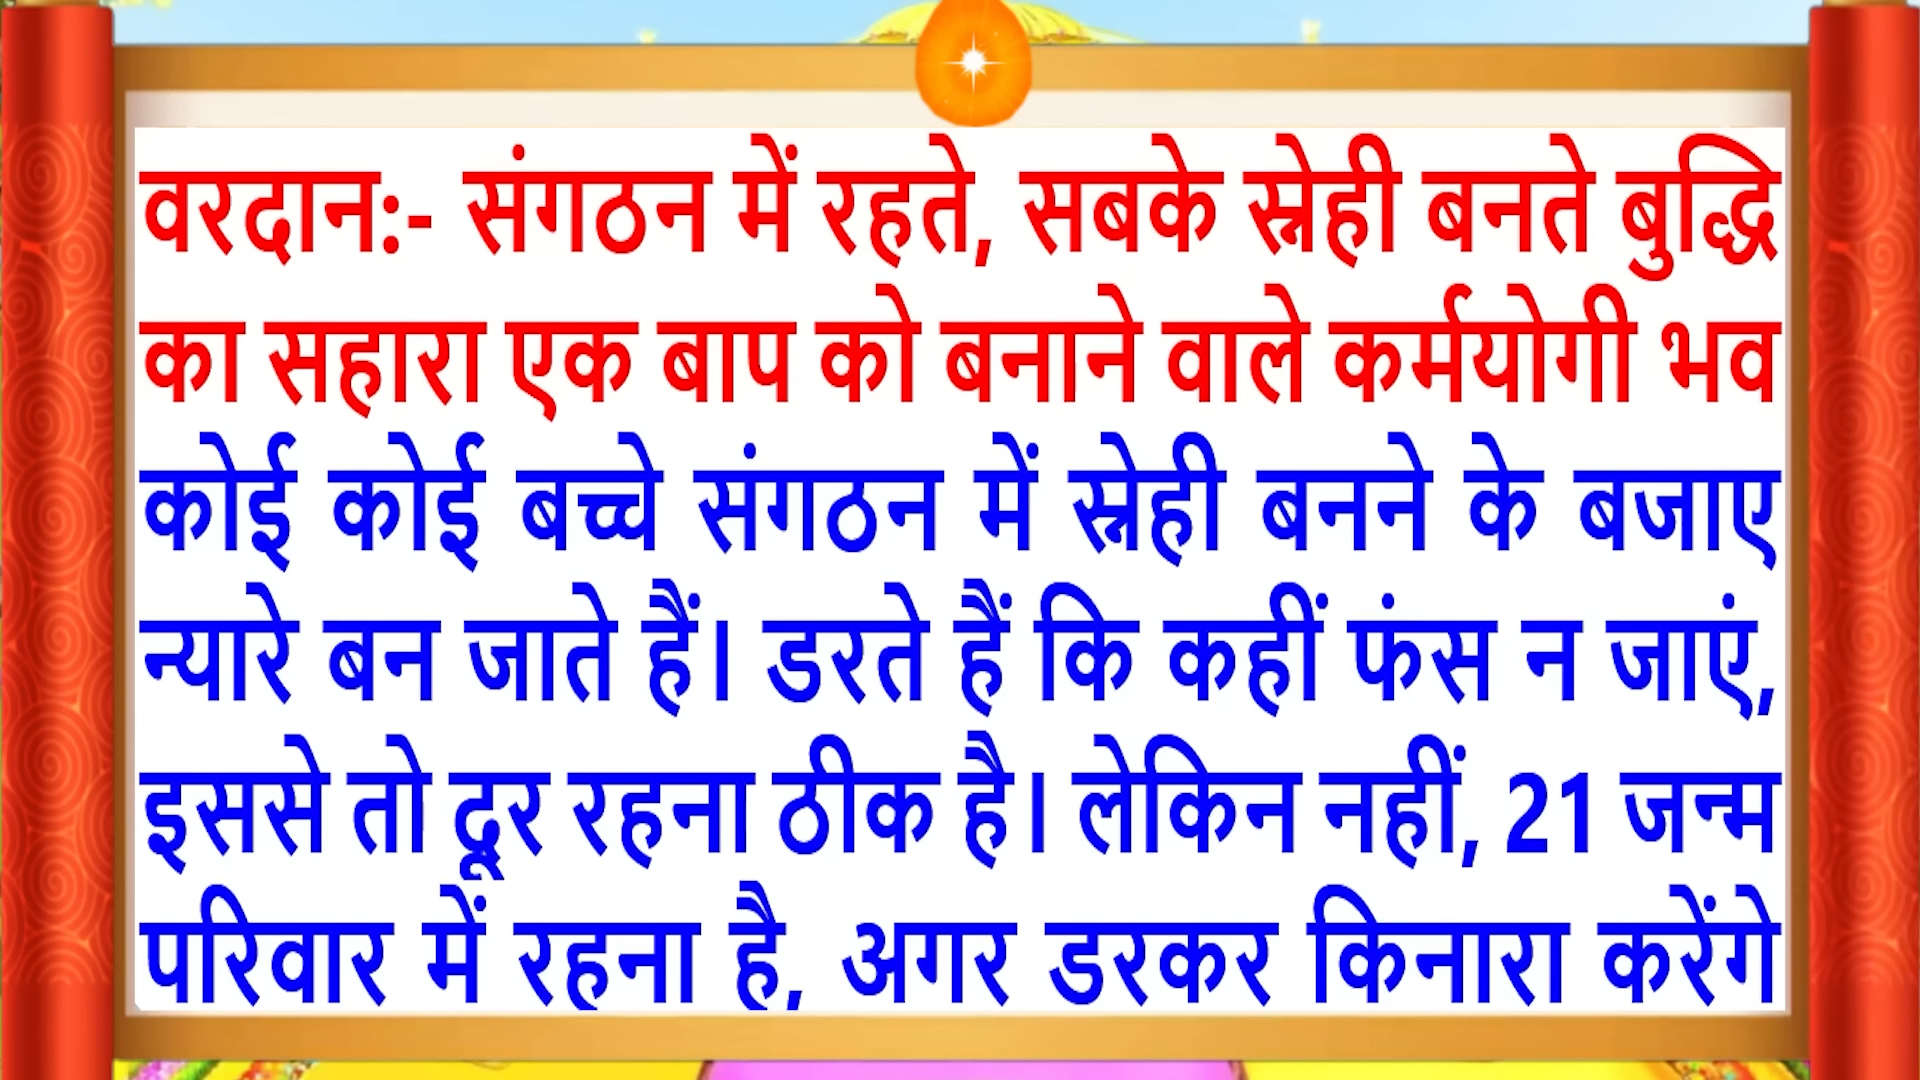 वरदान:- संगठन में रहते, सबके स्नेही बनते बुद्धि
का सहारा एक बाप को बनाने वाले कर्मयोगी भव
कोई कोई बच्चे संगठन में स्नेही बनने के बजाए
न्यारे बन जाते हैं। डरते हैं कि कहीं फंस न जाएं,
इससे तो दूर रहना ठीक है। लेकिन नहीं, 21 जन्म
परिवार में रहना है, अगर डरकर किनारा करेंगे